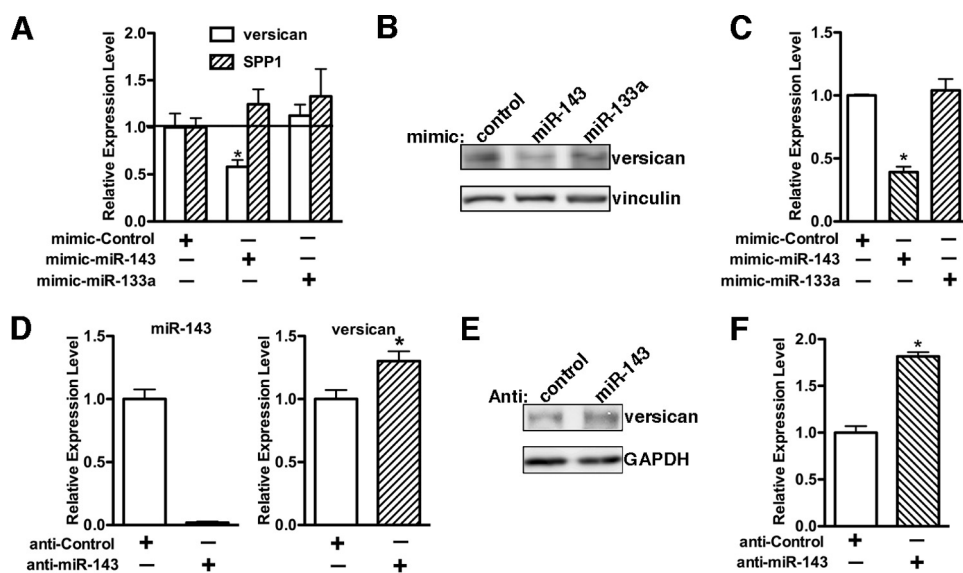 A
Relative Expression Level
2.0
1.5
1.0
0.5
0.0
versican
SPP1
*
mimic-Control + — —
mimic-miR-143 — + —
mimic-miR-133a — — +
B
mimic: control miR-143 miR-133a
versican
vinculin
C
Relative Expression Level
1.5
1.0
0.5
0.0
*
mimic-Control + — —
mimic-miR-143 — + —
mimic-miR-133a — — +
D
miR-143
Relative Expression Level
1.5
1.0
0.5
0.0
versican
Relative Expression Level
1.5
1.0
0.5
0.0
*
anti-Control + — + —
anti-miR-143 — + — +
E
Anti: control miR-143
versican
GAPDH
F
Relative Expression Level
2.0
1.5
1.0
0.5
0.0
*
anti-Control + —
anti-miR-143 — +